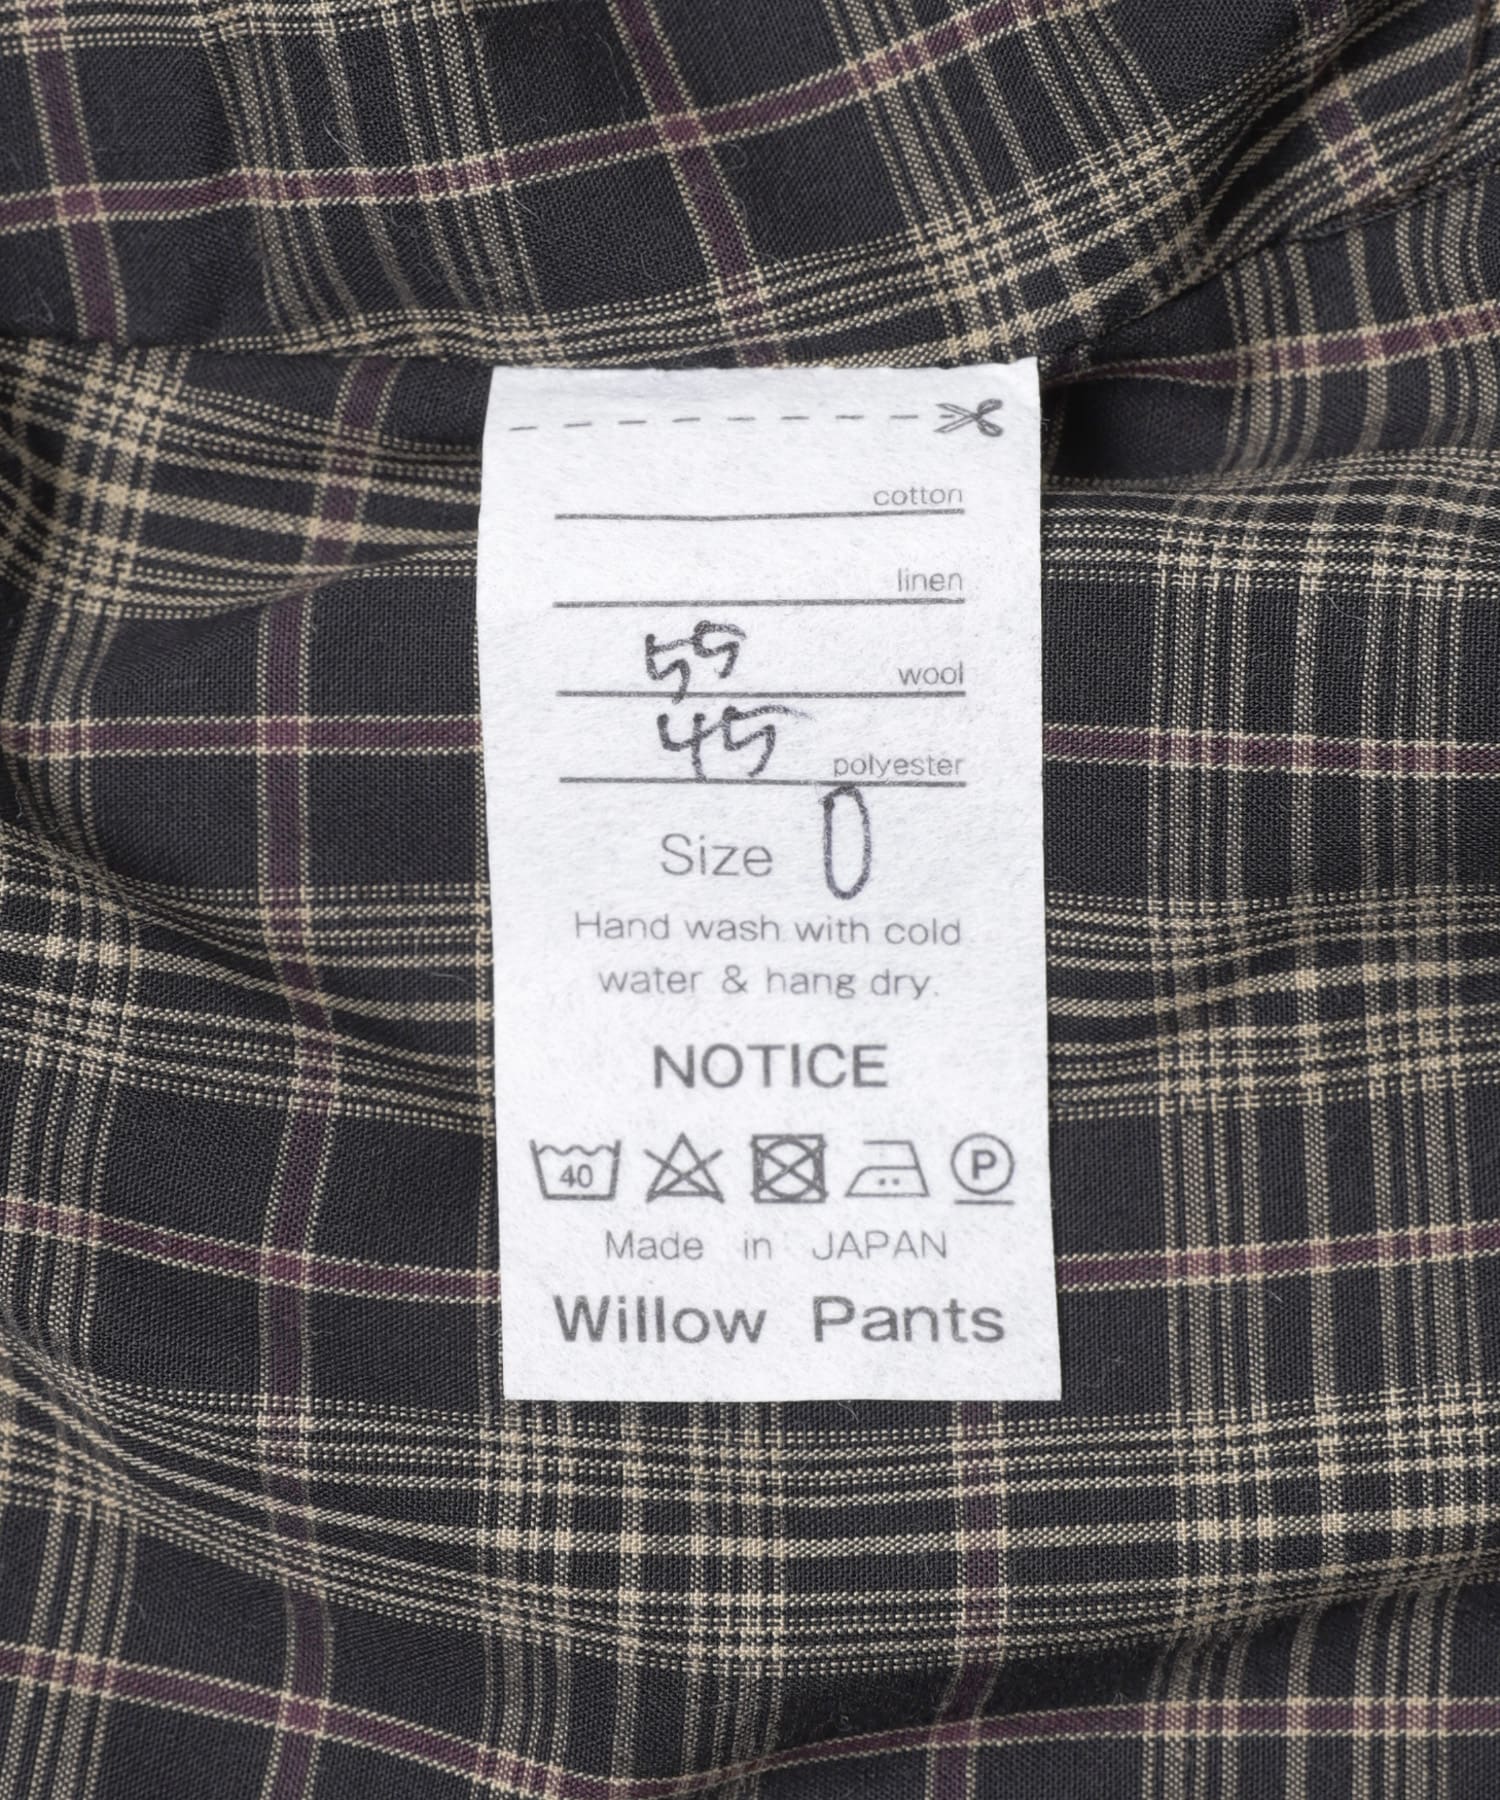 cotton
linen
55 wool
45 polyester
Size 0
Hand wash with cold
water & hang dry.
NOTICE
40 P
Made in JAPAN
Willow Pants